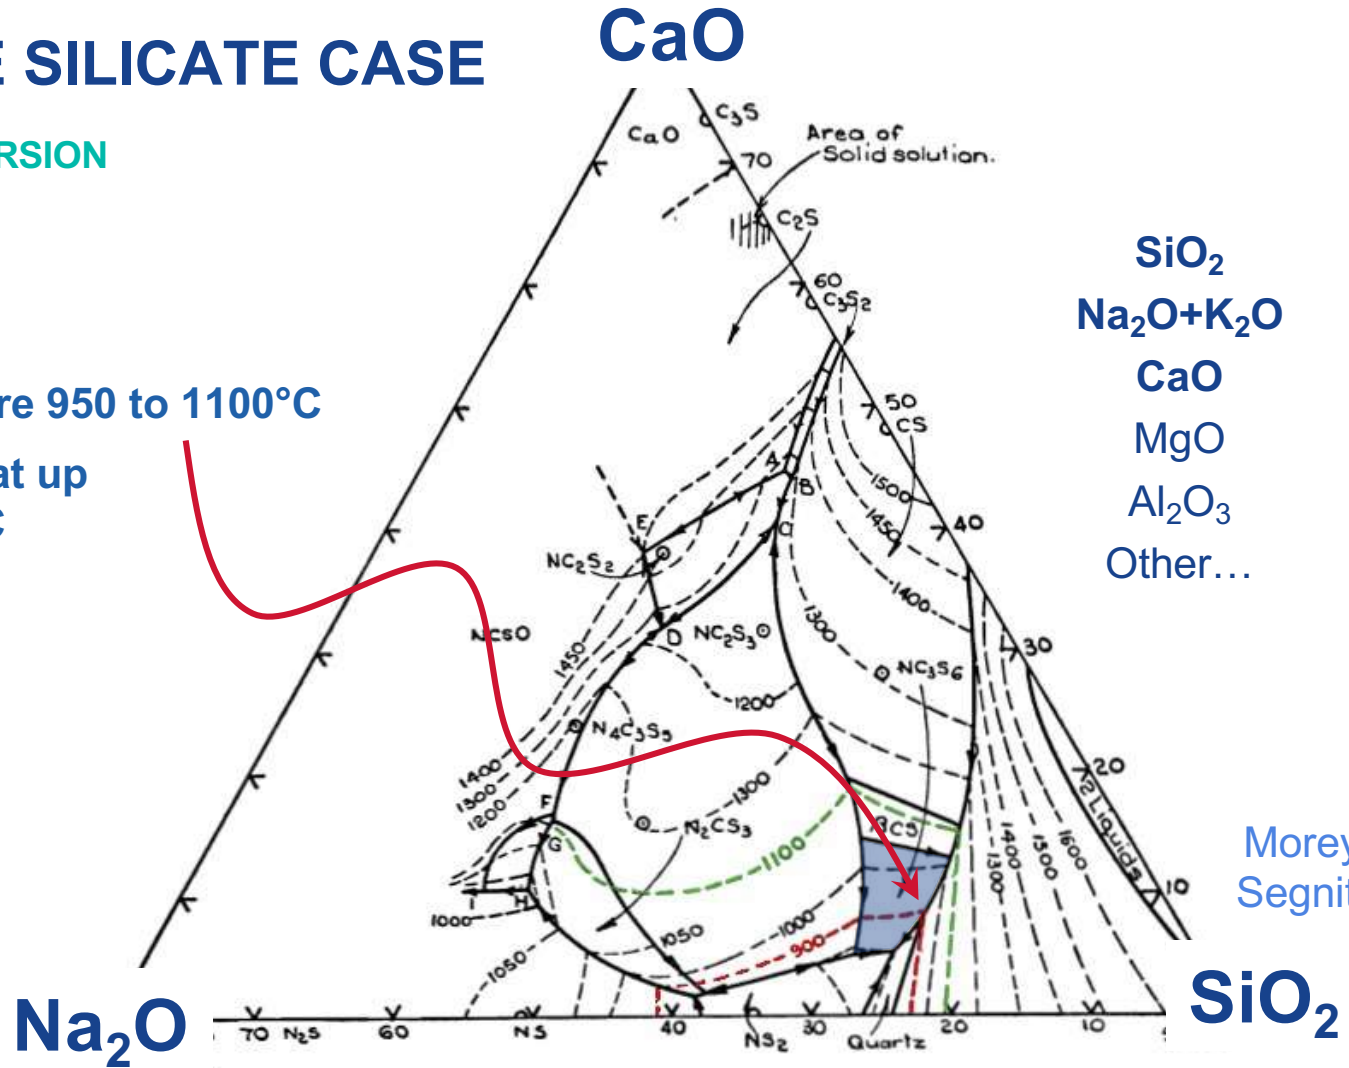 E SILICATE CASE
CaO
RSION
C₃S
CaO
Area of
Solid solution.
70
C₂S
60
C₃S₂
SiO₂
Na₂O+K₂O
CaO
MgO
Al₂O₃
Other…
re 950 to 1100°C
at up
C
50
CS
A
B
1500
1450
40
E
C
NC₂S₂
1400
1300
D
NC₂S₃
NCS
1450
30
NC₃S₆
1200
N₄C₃S₅
1400
1300
1200
1300
20
2 Liquids
F
G
N₂CS₃
βCS
1100
1300
1400
1500
1600
Morey
Segnit
10
H
1000
1050
1050
1000
900
Na₂O
SiO₂
70
N₂S
60
NS
40
NS₂
30
Quartz
20
10